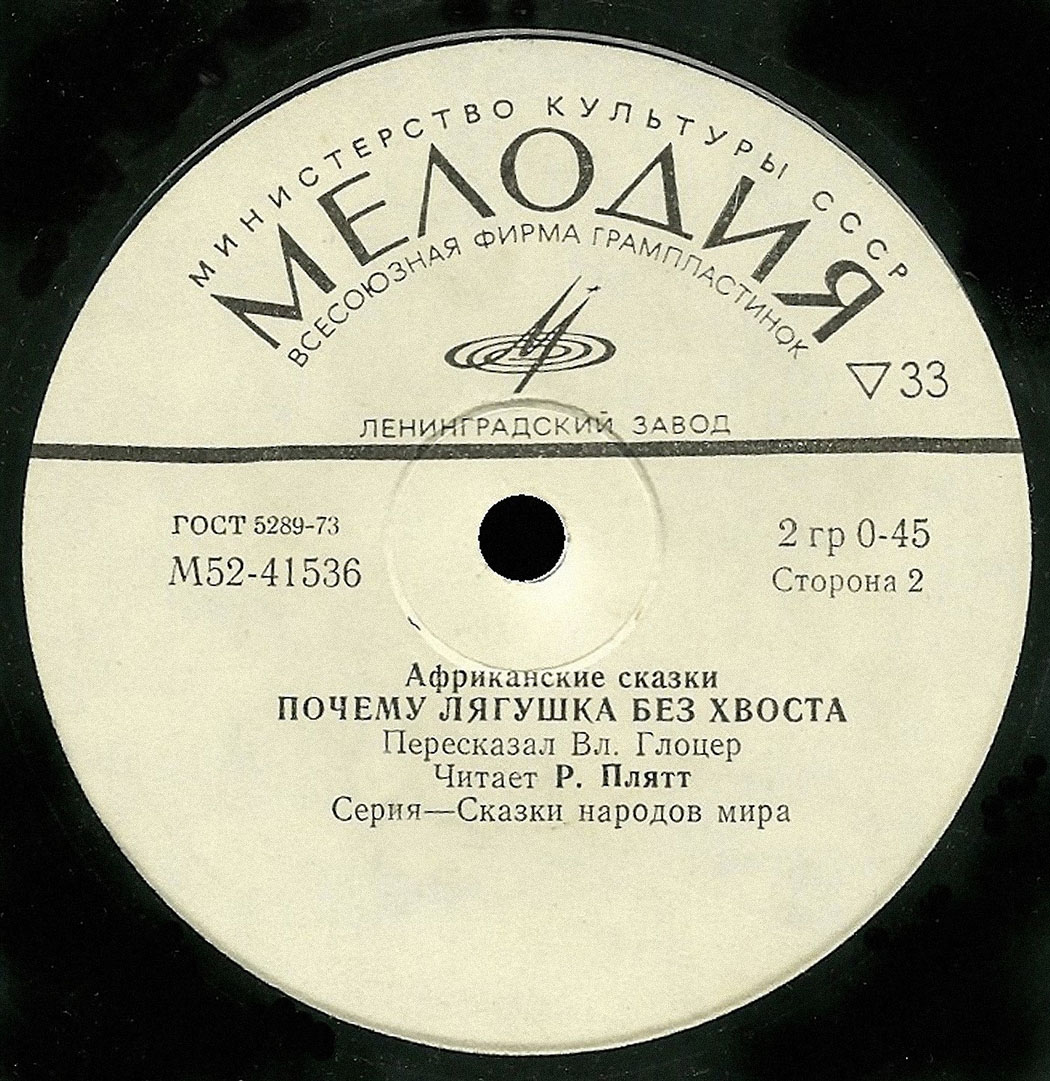 МИНИСТЕРСТВО КУЛЬТУРЫ СССР
МЕЛОДИЯ
ВСЕСОЮЗНАЯ ФИРМА ГРАМПЛАСТИНОК
▽33
ЛЕНИНГРАДСКИЙ ЗАВОД
ГОСТ 5289-73
М52-41536
2 гр 0-45
Сторона 2
Африканские сказки
ПОЧЕМУ ЛЯГУШКА БЕЗ ХВОСТА
Пересказал Вл. Глоцер
Читает Р. Плятт
Серия—Сказки народов мира